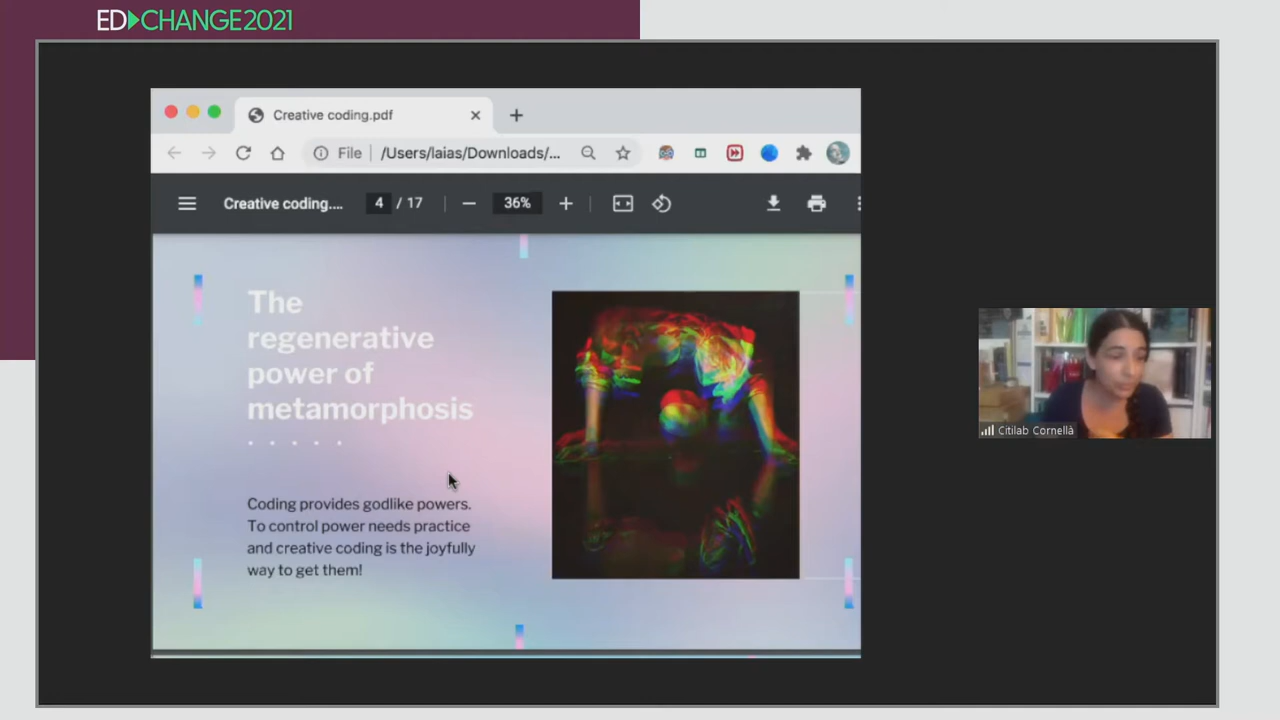 ED CHANGE2021
Creative coding.pdf
File
/Users/laias/Downloads/...
Creative coding....
4 / 17
36%
The
regenerative
power of
metamorphosis
Coding provides godlike powers.
To control power needs practice
and creative coding is the joyfully
way to get them!
Citilab Cornellà